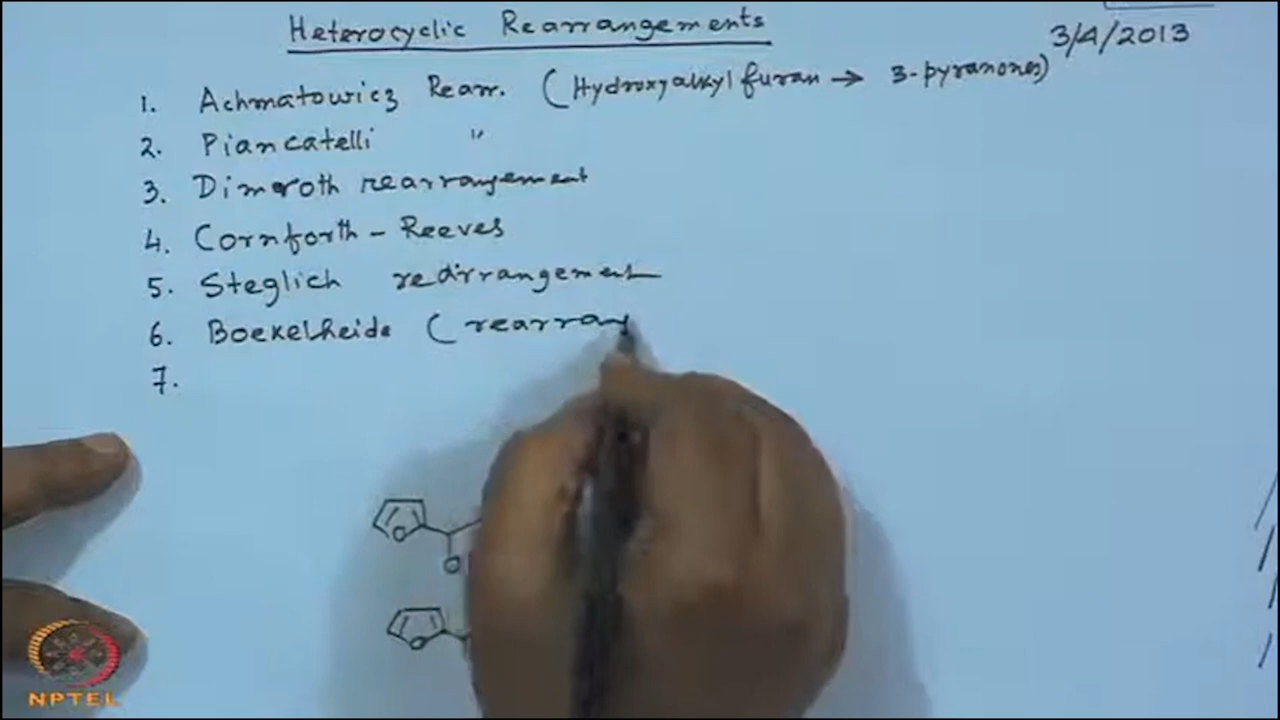 Heterocyclic Rearrangements
3/4/2013
1. Achmatowicz Rearr. (Hydroxyalkyl furan → 3-pyranones)
2. Piancatelli "
3. Dimroth rearrangement
4. Cornforth - Reeves
5. Steglich rearrangement
6. Boekelheide (rearrang
7.
O
O
O
NPTEL